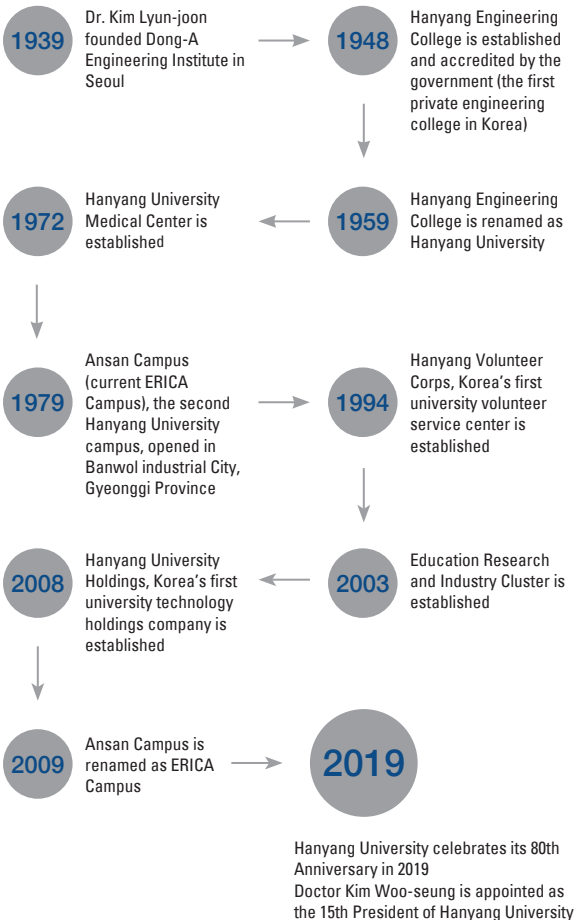 1939
Dr. Kim Lyun-joon
founded Dong-A
Engineering Institute in
Seoul
1948
Hanyang Engineering
College is established
and accredited by the
government (the first
private engineering
college in Korea)
1959
Hanyang Engineering
College is renamed as
Hanyang University
1972
Hanyang University
Medical Center is
established
1979
Ansan Campus
(current ERICA
Campus), the second
Hanyang University
campus, opened in
Banwol industrial City,
Gyeonggi Province
1994
Hanyang Volunteer
Corps, Korea's first
university volunteer
service center is
established
2003
Education Research
and Industry Cluster is
established
2008
Hanyang University
Holdings, Korea's first
university technology
holdings company is
established
2009
Ansan Campus is
renamed as ERICA
Campus
2019
Hanyang University celebrates its 80th
Anniversary in 2019
Doctor Kim Woo-seung is appointed as
the 15th President of Hanyang University